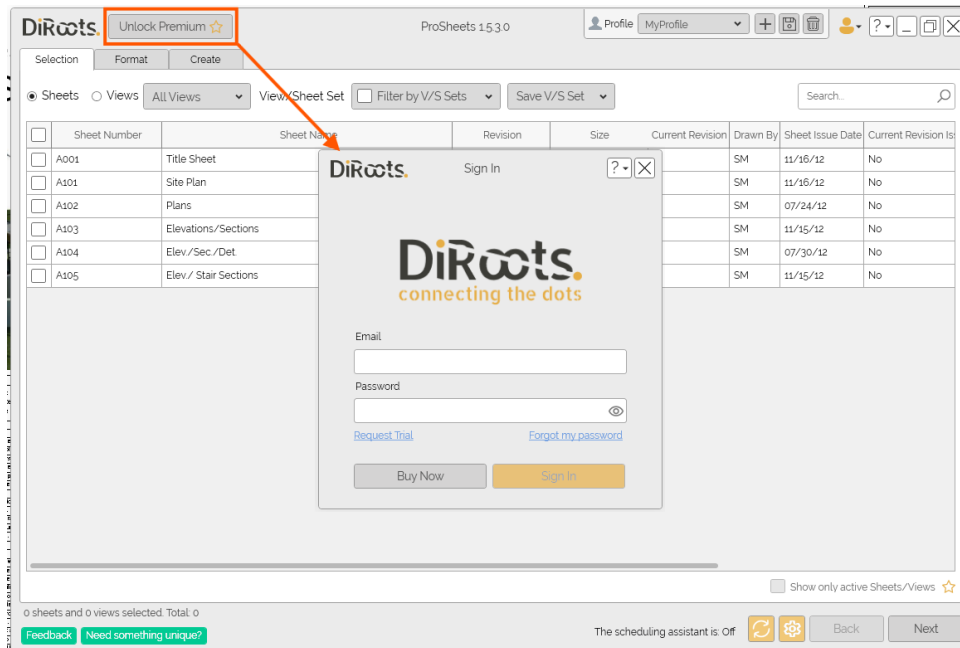 DiRoots. Unlock Premium ProSheets 1.5.3.0 Profile MyProfile ?
Selection Format Create
Sheets Views All Views View/Sheet Set Filter by V/S Sets Save V/S Set Search..
Sheet Number Sheet Name Revision Size Current Revision Drawn By Sheet Issue Date Current Revision Is
A001 Title Sheet SM 11/16/12 No
A101 Site Plan SM 11/16/12 No
A102 Plans SM 07/24/12 No
A103 Elevations/Sections SM 11/15/12 No
A104 Elev./Sec./Det. SM 07/30/12 No
A105 Elev./ Stair Sections SM 11/15/12 No
DiRoots. Sign In ?
DiRoots.
connecting the dots
Email
Password
Request Trial Forgot my password
Buy Now Sign In
Show only active Sheets/Views
0 sheets and 0 views selected. Total: 0
Feedback Need something unique? The scheduling assistant is: Off Back Next